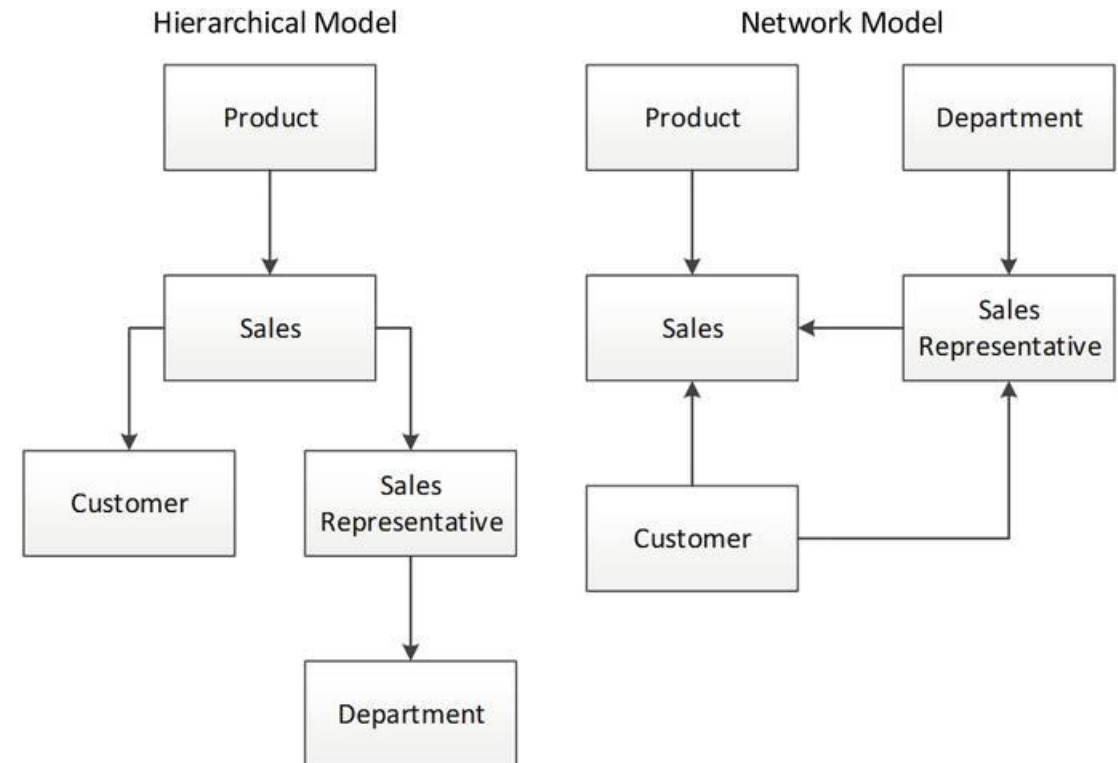 Hierarchical Model
Product
Sales
Customer
Sales
Representative
Department
Network Model
Product
Department
Sales
Sales
Representative
Customer